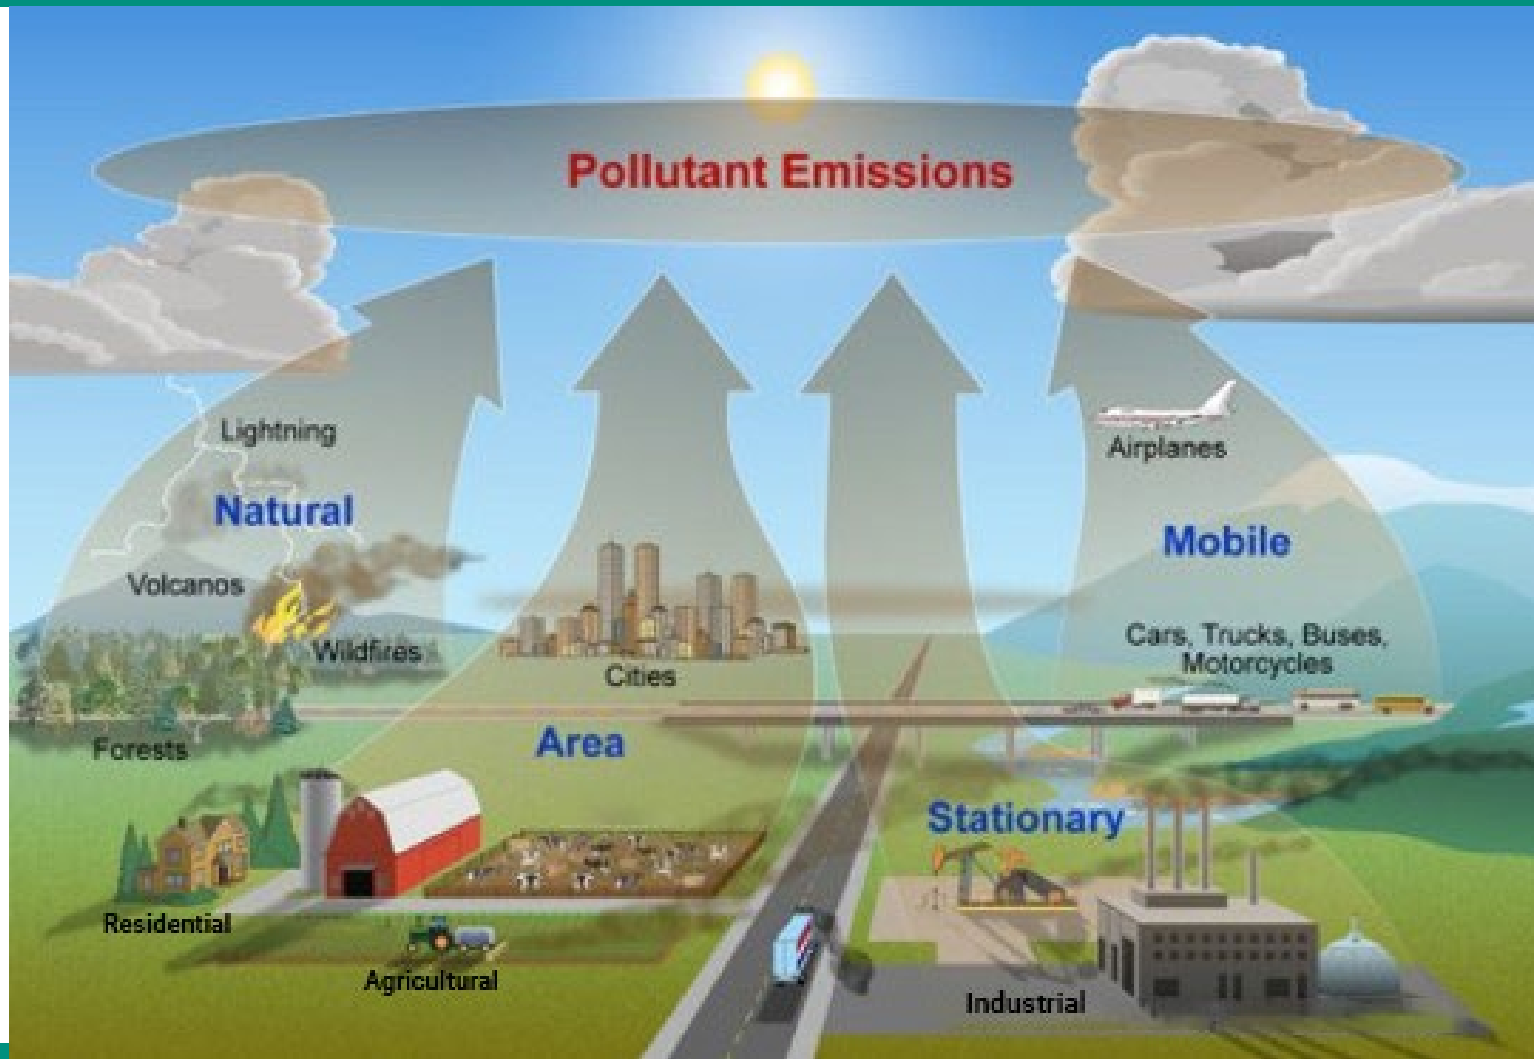 Pollutant Emissions
Lightning
Natural
Volcanos
Wildfires
Forests
Cities
Area
Residential
Agricultural
Airplanes
Mobile
Cars, Trucks, Buses,
Motorcycles
Stationary
Industrial